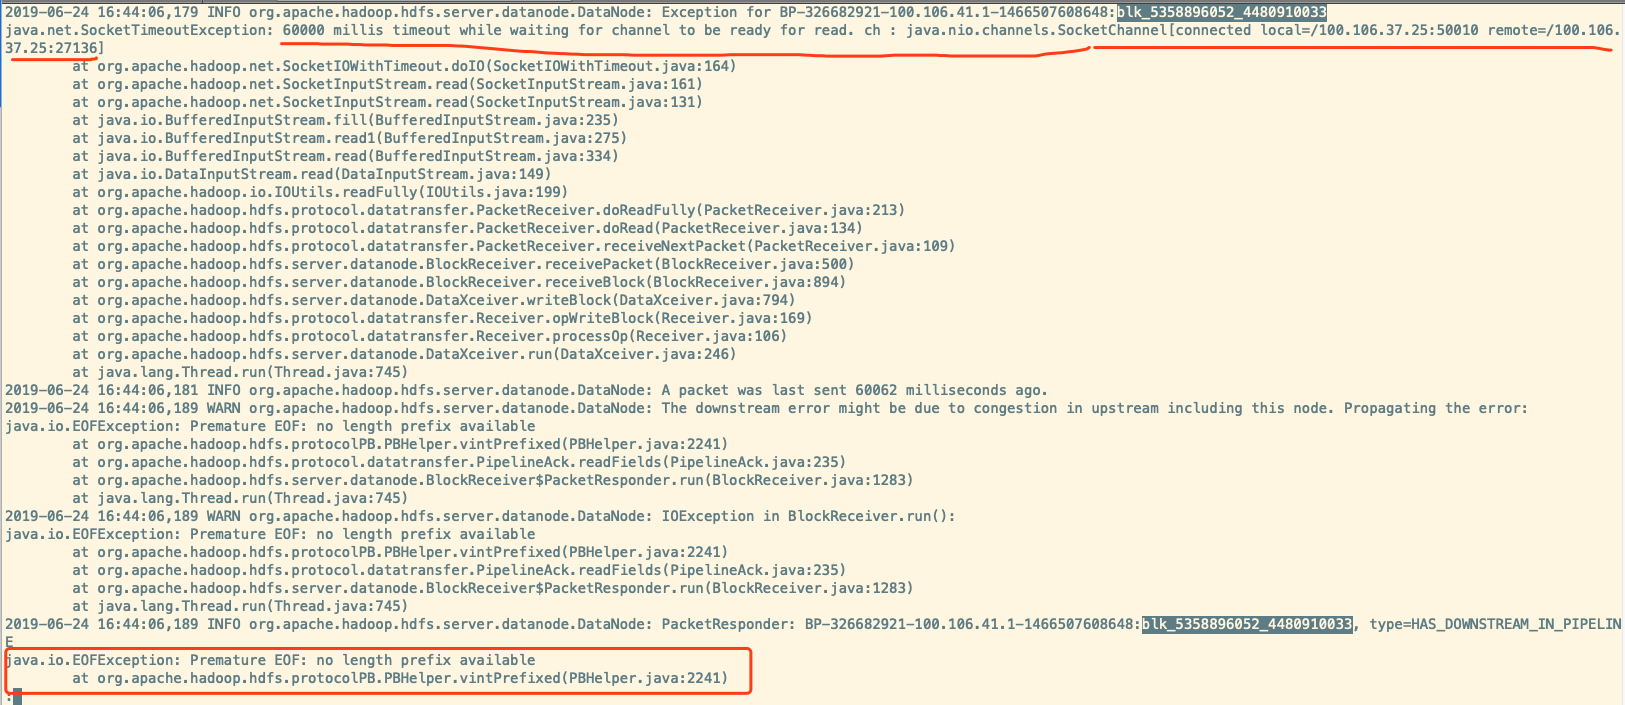 2019-06-24 16:44:06,179 INFO org.apache.hadoop.hdfs.server.datanode.DataNode: Exception for BP-326682921-100.106.41.1-1466507608648:blk_5358896052_4480910033
java.net.SocketTimeoutException: 60000 millis timeout while waiting for channel to be ready for read. ch : java.nio.channels.SocketChannel[connected local=/100.106.37.25:50010 remote=/100.106.
37.25:27136]
at org.apache.hadoop.net.SocketIOWithTimeout.doIO(SocketIOWithTimeout.java:164)
at org.apache.hadoop.net.SocketInputStream.read(SocketInputStream.java:161)
at org.apache.hadoop.net.SocketInputStream.read(SocketInputStream.java:131)
at java.io.BufferedInputStream.fill(BufferedInputStream.java:235)
at java.io.BufferedInputStream.read1(BufferedInputStream.java:275)
at java.io.BufferedInputStream.read(BufferedInputStream.java:334)
at java.io.DataInputStream.read(DataInputStream.java:149)
at org.apache.hadoop.io.IOUtils.readFully(IOUtils.java:199)
at org.apache.hadoop.hdfs.protocol.datatransfer.PacketReceiver.doReadFully(PacketReceiver.java:213)
at org.apache.hadoop.hdfs.protocol.datatransfer.PacketReceiver.doRead(PacketReceiver.java:134)
at org.apache.hadoop.hdfs.protocol.datatransfer.PacketReceiver.receiveNextPacket(PacketReceiver.java:109)
at org.apache.hadoop.hdfs.server.datanode.BlockReceiver.receivePacket(BlockReceiver.java:500)
at org.apache.hadoop.hdfs.server.datanode.BlockReceiver.receiveBlock(BlockReceiver.java:894)
at org.apache.hadoop.hdfs.server.datanode.DataXceiver.writeBlock(DataXceiver.java:794)
at org.apache.hadoop.hdfs.protocol.datatransfer.Receiver.opWriteBlock(Receiver.java:169)
at org.apache.hadoop.hdfs.protocol.datatransfer.Receiver.processOp(Receiver.java:106)
at org.apache.hadoop.hdfs.server.datanode.DataXceiver.run(DataXceiver.java:246)
at java.lang.Thread.run(Thread.java:745)
2019-06-24 16:44:06,181 INFO org.apache.hadoop.hdfs.server.datanode.DataNode: A packet was last sent 60062 milliseconds ago.
2019-06-24 16:44:06,189 WARN org.apache.hadoop.hdfs.server.datanode.DataNode: The downstream error might be due to congestion in upstream including this node. Propagating the error:
java.io.EOFException: Premature EOF: no length prefix available
at org.apache.hadoop.hdfs.protocolPB.PBHelper.vintPrefixed(PBHelper.java:2241)
at org.apache.hadoop.hdfs.protocol.datatransfer.PipelineAck.readFields(PipelineAck.java:235)
at org.apache.hadoop.hdfs.server.datanode.BlockReceiver$PacketResponder.run(BlockReceiver.java:1283)
at java.lang.Thread.run(Thread.java:745)
2019-06-24 16:44:06,189 WARN org.apache.hadoop.hdfs.server.datanode.DataNode: IOException in BlockReceiver.run():
java.io.EOFException: Premature EOF: no length prefix available
at org.apache.hadoop.hdfs.protocolPB.PBHelper.vintPrefixed(PBHelper.java:2241)
at org.apache.hadoop.hdfs.protocol.datatransfer.PipelineAck.readFields(PipelineAck.java:235)
at org.apache.hadoop.hdfs.server.datanode.BlockReceiver$PacketResponder.run(BlockReceiver.java:1283)
at java.lang.Thread.run(Thread.java:745)
2019-06-24 16:44:06,189 INFO org.apache.hadoop.hdfs.server.datanode.DataNode: PacketResponder: BP-326682921-100.106.41.1-1466507608648:blk_5358896052_4480910033, type=HAS_DOWNSTREAM_IN_PIPELIN
E
java.io.EOFException: Premature EOF: no length prefix available
at org.apache.hadoop.hdfs.protocolPB.PBHelper.vintPrefixed(PBHelper.java:2241)
: